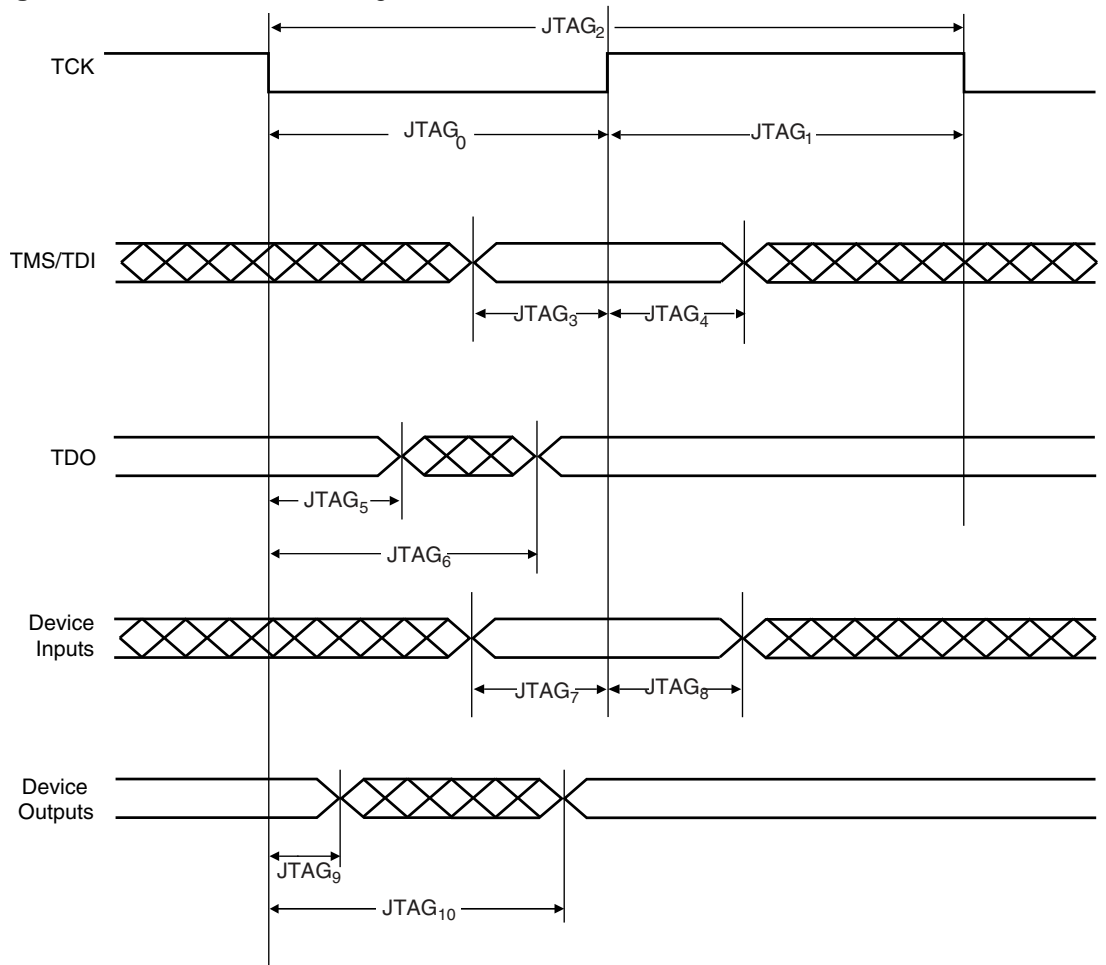 JTAG₂
TCK
JTAG₀
JTAG₁
TMS/TDI
JTAG₃
JTAG₄
TDO
JTAG₅
JTAG₆
Device
Inputs
JTAG₇
JTAG₈
Device
Outputs
JTAG₉
JTAG₁₀